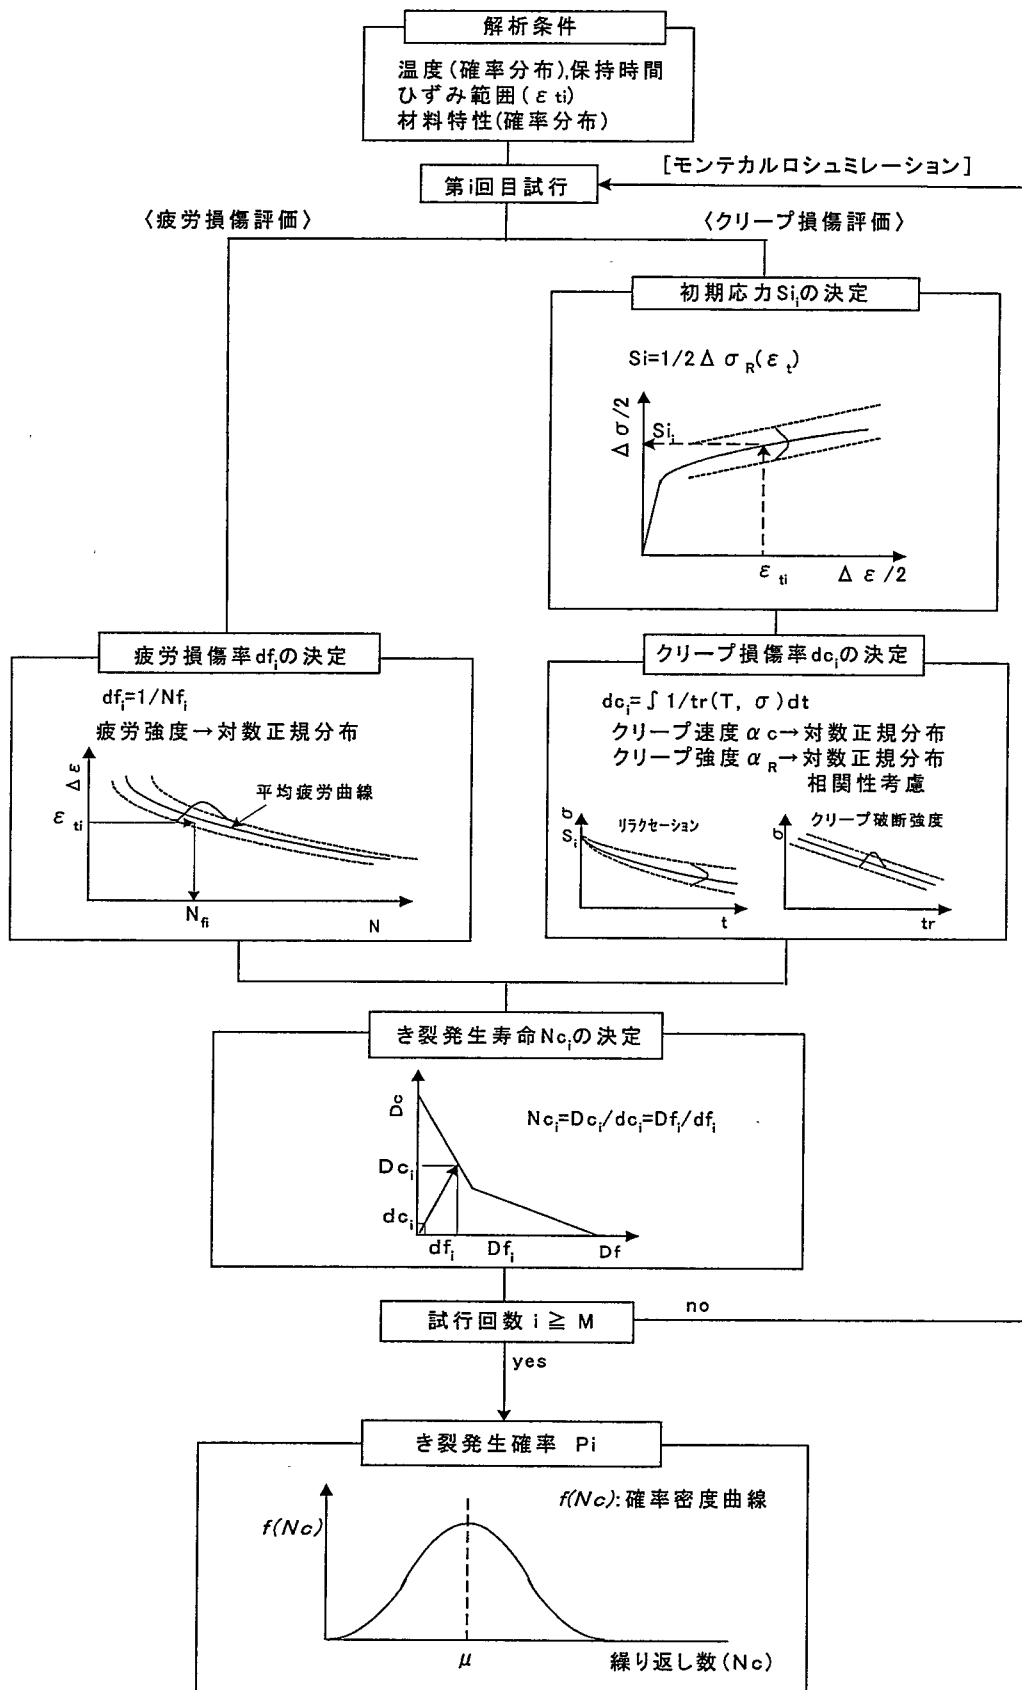 解析条件
温度(確率分布),保持時間
ひずみ範囲(εti)
材料特性(確率分布)
[モンテカルロシュミレーション]
第i回目試行
〈疲労損傷評価〉
〈クリープ損傷評価〉
初期応力Siiの決定
Si=1/2ΔσR(εt)
Δσ/2
Sii
εti
Δε/2
疲労損傷率dfiの決定
dfi=1/Nfi
疲労強度→対数正規分布
Δε
平均疲労曲線
εti
Nfi
N
クリープ損傷率dciの決定
dci=∫1/tr(T, σ)dt
クリープ速度αc→対数正規分布
クリープ強度αR→対数正規分布
相関性考慮
σ
リラクセーション
Si
t
σ
クリープ破断強度
tr
き裂発生寿命Nciの決定
Dc
Nci=Dci/dci=Dfi/dfi
Dci
dci
dfi
Dfi
Df
試行回数 i ≧ M
no
yes
き裂発生確率 Pi
f(Nc):確率密度曲線
f(Nc)
μ
繰り返し数(Nc)